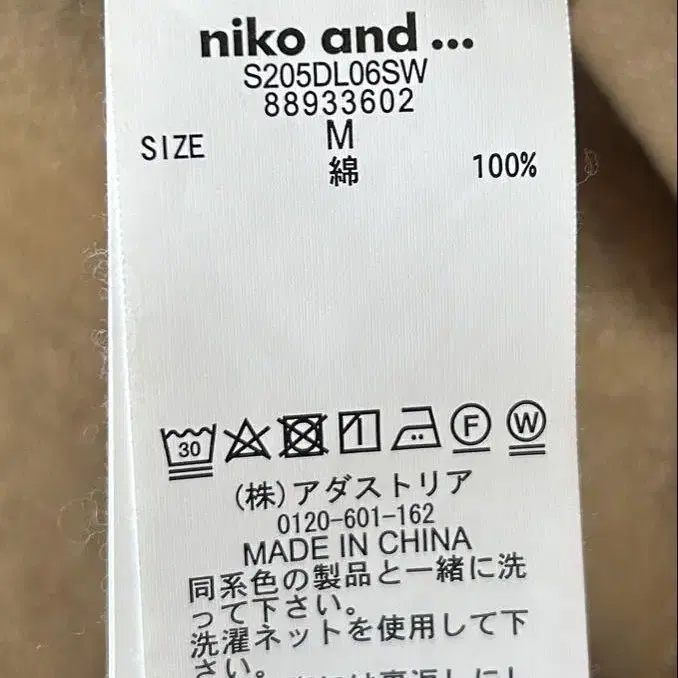 niko and ...
S205DL06SW
88933602
SIZE M
綿 100%
30 F W
(株)アダストリア
0120-601-162
MADE IN CHINA
同系色の製品と一緒に洗
って下さい。
洗濯ネットを使用して下
さい。